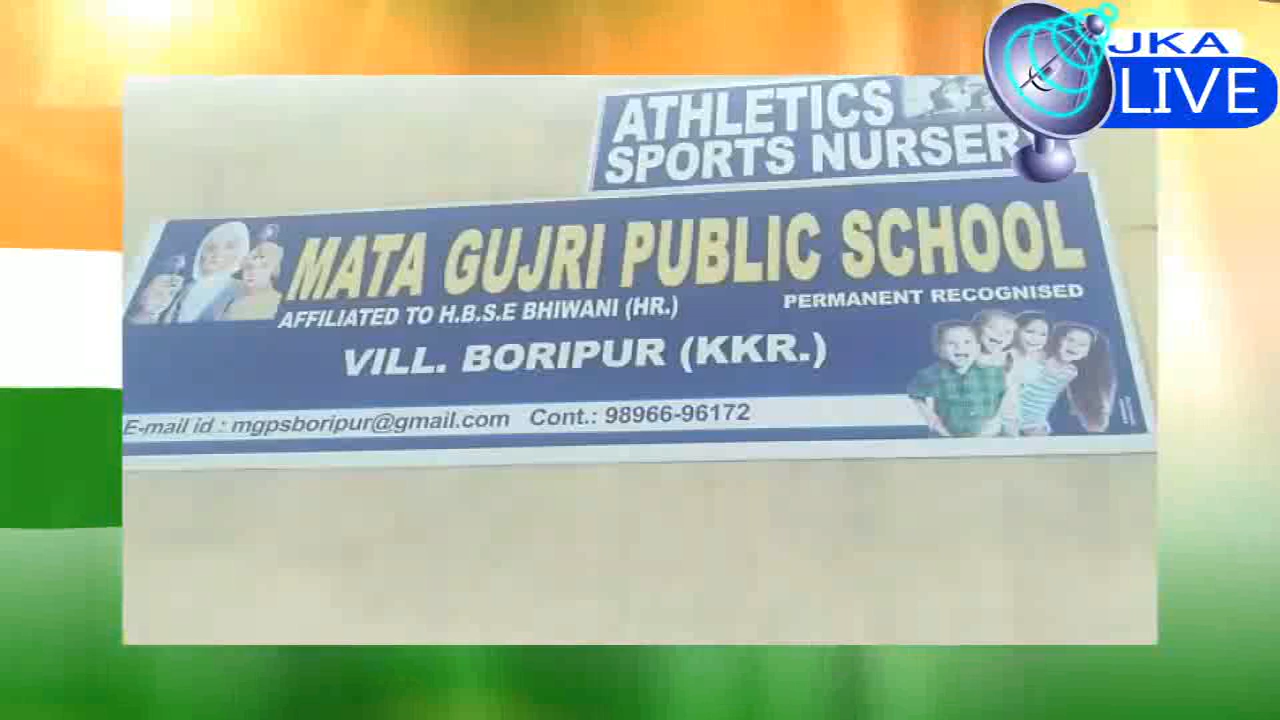 JKA
LIVE
ATHLETICS
SPORTS NURSERY
MATA GUJRI PUBLIC SCHOOL
AFFILIATED TO H.B.S.E BHIWANI (HR.)
PERMANENT RECOGNISED
VILL. BORIPUR (KKR.)
E-mail id : mgpsboripur@gmail.com Cont.: 98966-96172